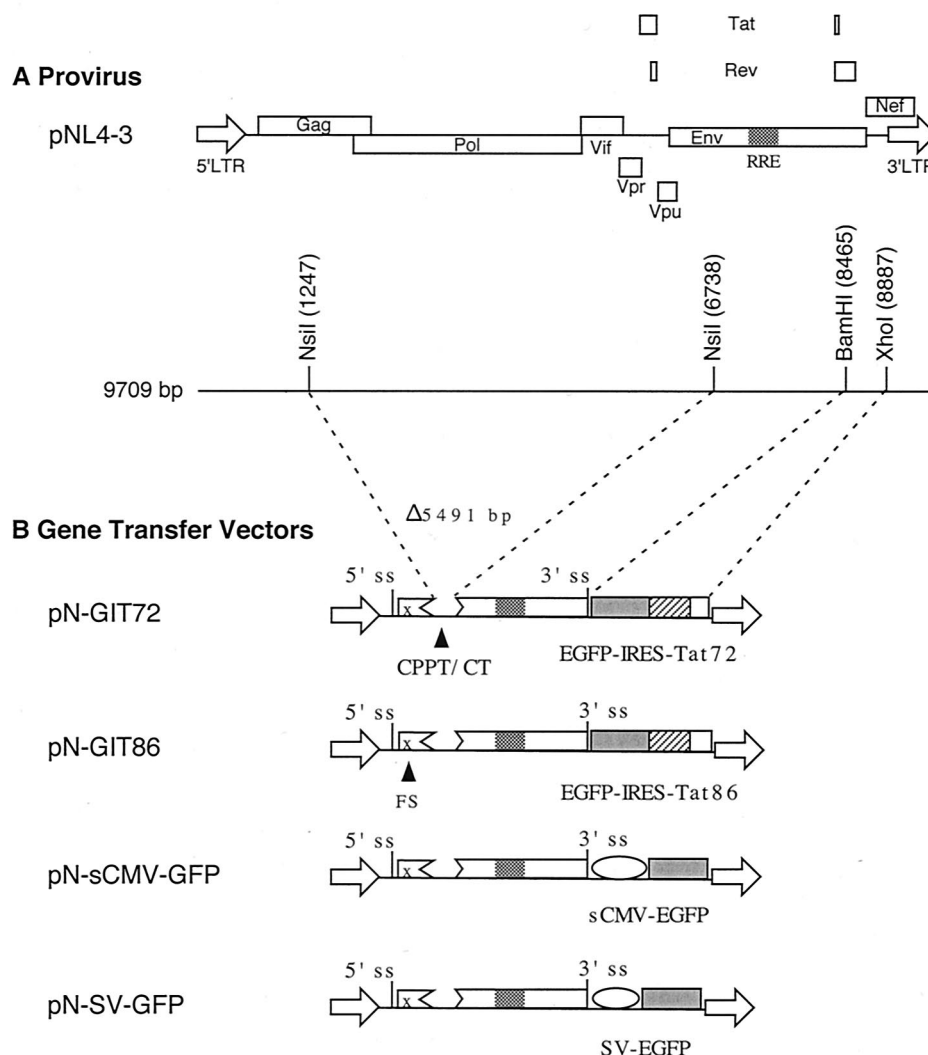 Tat
A Provirus
Rev
pNL4-3
Gag
Nef
Pol
Vif
Env
5'LTR
RRE
3'LTR
Vpr
Vpu
NsiI (1247)
NsiI (6738)
BamHI (8465)
XhoI (8887)
9709 bp
Δ5491 bp
B Gene Transfer Vectors
5' ss
3' ss
pN-GIT72
x
CPPT/ CT
EGFP-IRES-Tat72
5' ss
3' ss
pN-GIT86
x
FS
EGFP-IRES-Tat86
5' ss
3' ss
pN-sCMV-GFP
x
sCMV-EGFP
5' ss
3' ss
pN-SV-GFP
x
SV-EGFP